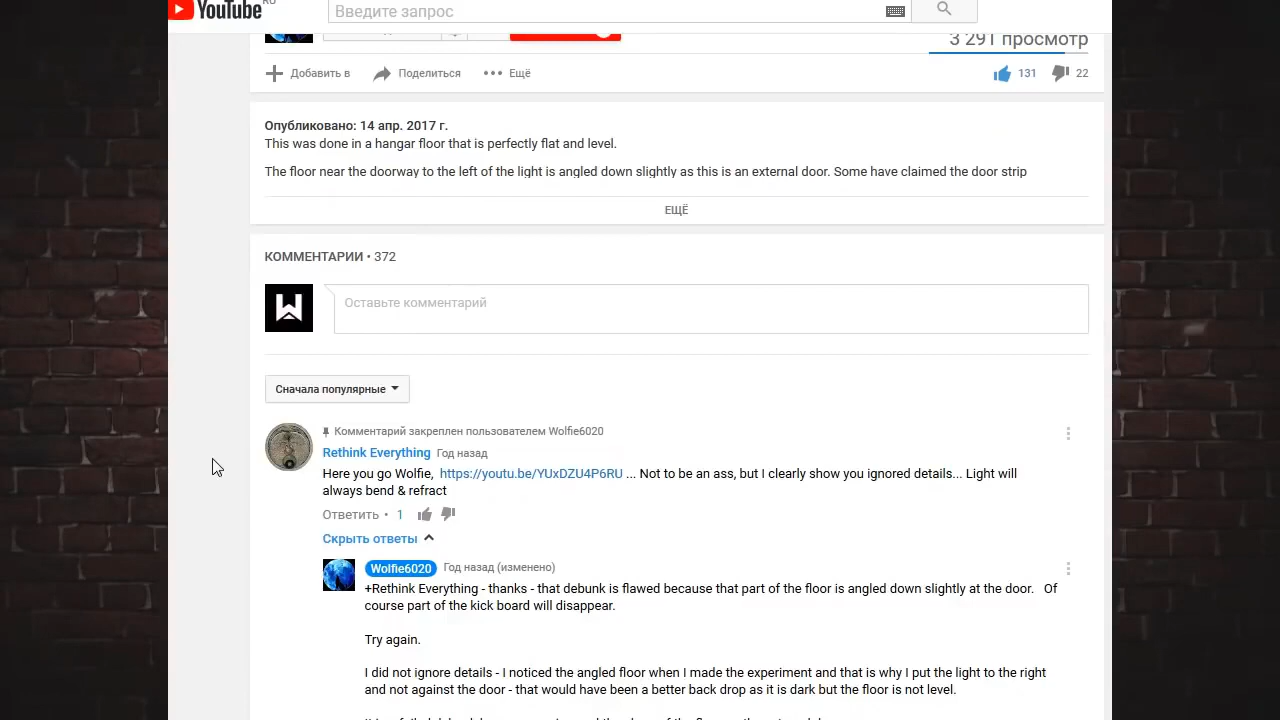 YouTube RU
Введите запрос
3 291 просмотр
Добавить в
Поделиться
Ещё
131
22
Опубликовано: 14 апр. 2017 г.
This was done in a hangar floor that is perfectly flat and level.
The floor near the doorway to the left of the light is angled down slightly as this is an external door. Some have claimed the door strip
ЕЩЁ
КОММЕНТАРИИ • 372
Оставьте комментарий
Сначала популярные
Комментарий закреплен пользователем Wolfie6020
Rethink Everything Год назад
Here you go Wolfie, https://youtu.be/YUxDZU4P6RU ... Not to be an ass, but I clearly show you ignored details... Light will
always bend & refract
Ответить • 1
Скрыть ответы
Wolfie6020 Год назад (изменено)
+Rethink Everything - thanks - that debunk is flawed because that part of the floor is angled down slightly at the door. Of
course part of the kick board will disappear.
Try again.
I did not ignore details - I noticed the angled floor when I made the experiment and that is why I put the light to the right
and not against the door - that would have been a better back drop as it is dark but the floor is not level.